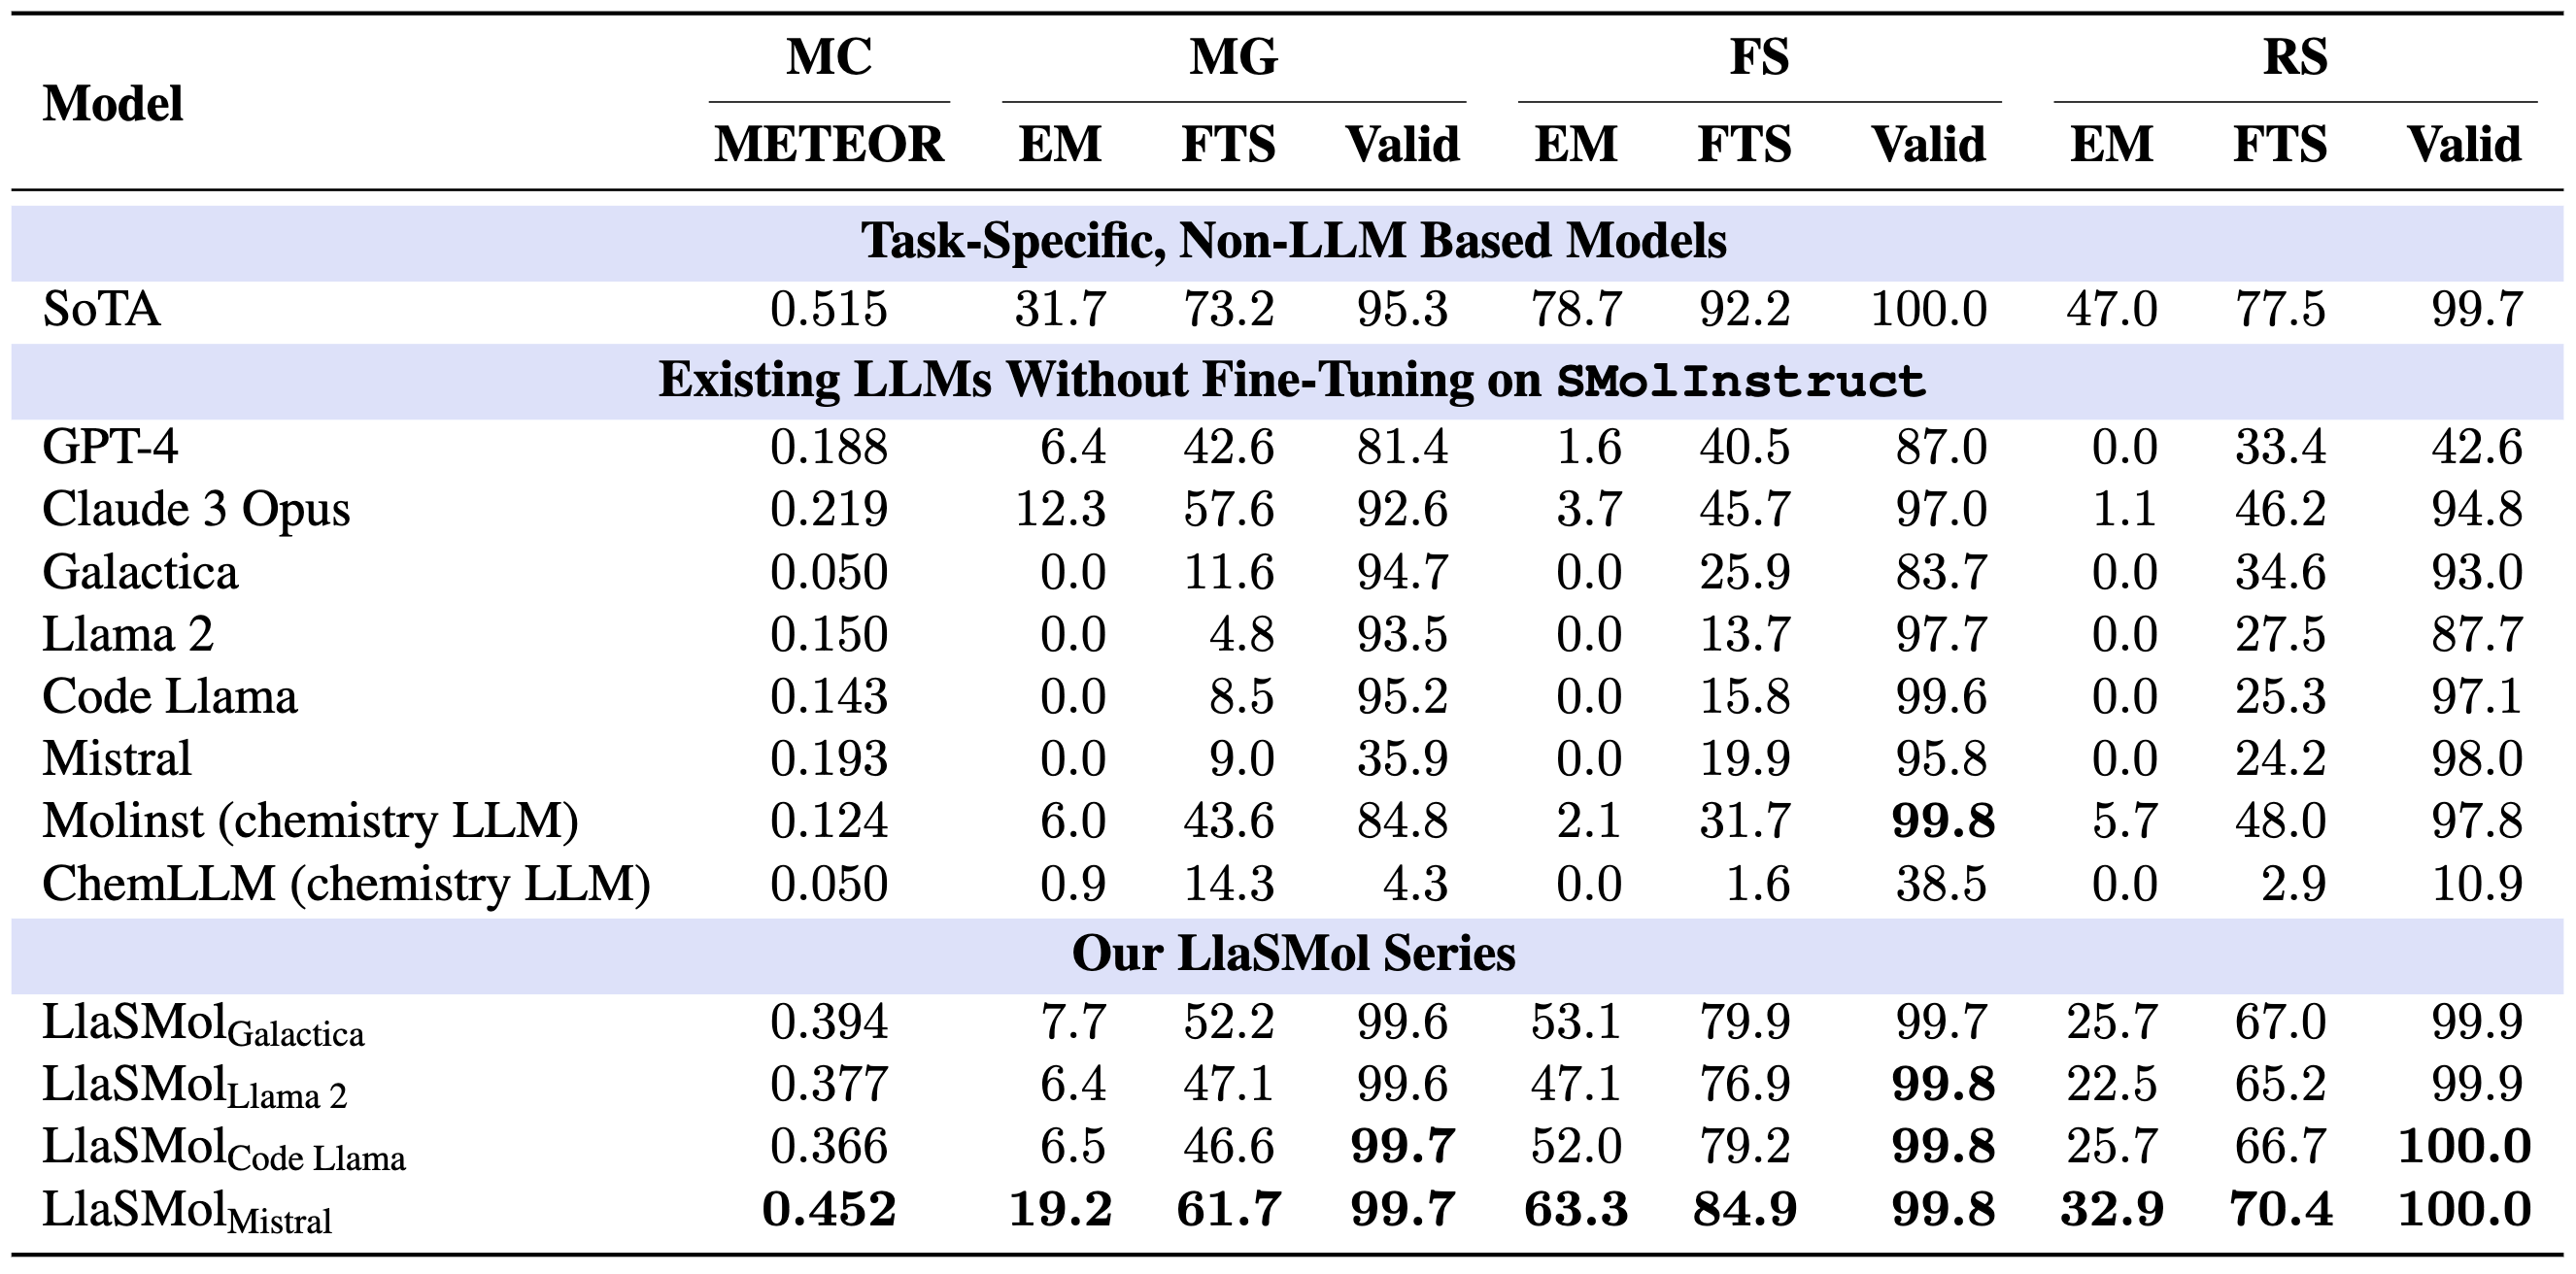 MC MG FS RS
Model
METEOR EM FTS Valid EM FTS Valid EM FTS Valid
Task-Specific, Non-LLM Based Models
SoTA 0.515 31.7 73.2 95.3 78.7 92.2 100.0 47.0 77.5 99.7
Existing LLMs Without Fine-Tuning on SMolInstruct
GPT-4 0.188 6.4 42.6 81.4 1.6 40.5 87.0 0.0 33.4 42.6
Claude 3 Opus 0.219 12.3 57.6 92.6 3.7 45.7 97.0 1.1 46.2 94.8
Galactica 0.050 0.0 11.6 94.7 0.0 25.9 83.7 0.0 34.6 93.0
Llama 2 0.150 0.0 4.8 93.5 0.0 13.7 97.7 0.0 27.5 87.7
Code Llama 0.143 0.0 8.5 95.2 0.0 15.8 99.6 0.0 25.3 97.1
Mistral 0.193 0.0 9.0 35.9 0.0 19.9 95.8 0.0 24.2 98.0
Molinst (chemistry LLM) 0.124 6.0 43.6 84.8 2.1 31.7 99.8 5.7 48.0 97.8
ChemLLM (chemistry LLM) 0.050 0.9 14.3 4.3 0.0 1.6 38.5 0.0 2.9 10.9
Our LlaSMol Series
LlaSMol Galactica 0.394 7.7 52.2 99.6 53.1 79.9 99.7 25.7 67.0 99.9
LlaSMol Llama 2 0.377 6.4 47.1 99.6 47.1 76.9 99.8 22.5 65.2 99.9
LlaSMol Code Llama 0.366 6.5 46.6 99.7 52.0 79.2 99.8 25.7 66.7 100.0
LlaSMol Mistral 0.452 19.2 61.7 99.7 63.3 84.9 99.8 32.9 70.4 100.0